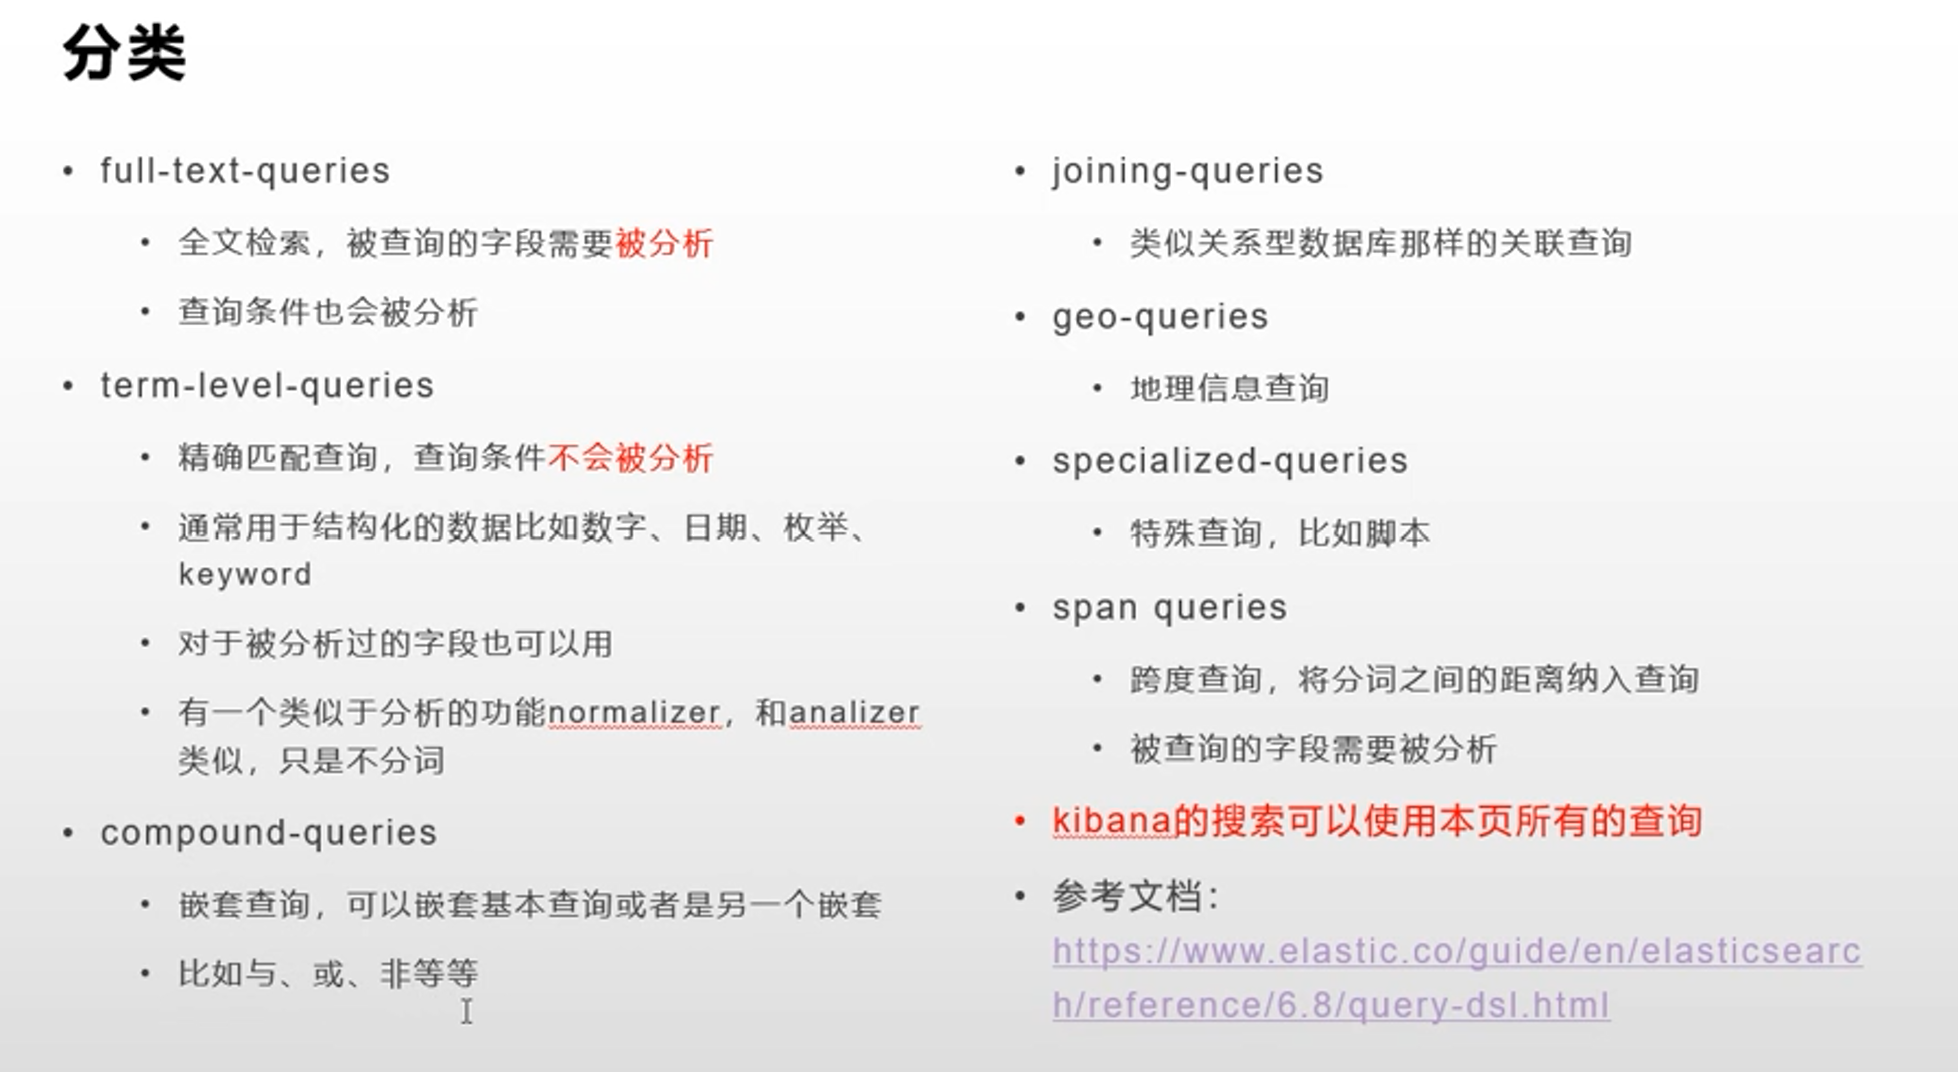 分类
full-text-queries
全文检索，被查询的字段需要被分析
查询条件也会被分析
term-level-queries
精确匹配查询，查询条件不会被分析
通常用于结构化的数据比如数字、日期、枚举、
keyword
对于被分析过的字段也可以用
有一个类似于分析的功能normalizer，和analizer
类似，只是不分词
compound-queries
嵌套查询，可以嵌套基本查询或者是另一个嵌套
比如与、或、非等等
joining-queries
类似关系型数据库那样的关联查询
geo-queries
地理信息查询
specialized-queries
特殊查询，比如脚本
span queries
跨度查询，将分词之间的距离纳入查询
被查询的字段需要被分析
kibana的搜索可以使用本页所有的查询
参考文档：
https://www.elastic.co/guide/en/elasticsearc
h/reference/6.8/query-dsl.html